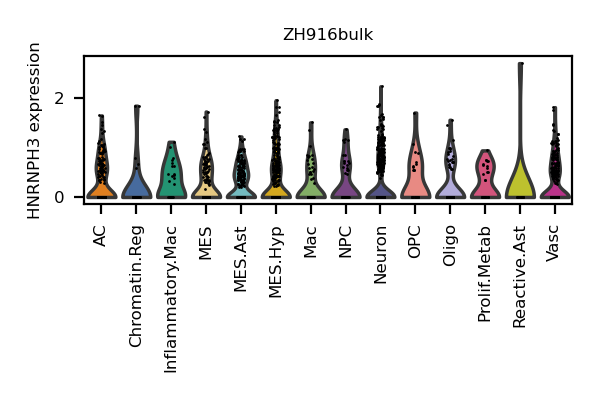 ZH916bulk
HNRNPH3 expression
2
0
AC
Chromatin.Reg
Inflammatory.Mac
MES
MES.Ast
MES.Hyp
Mac
NPC
Neuron
OPC
Oligo
Prolif.Metab
Reactive.Ast
Vasc